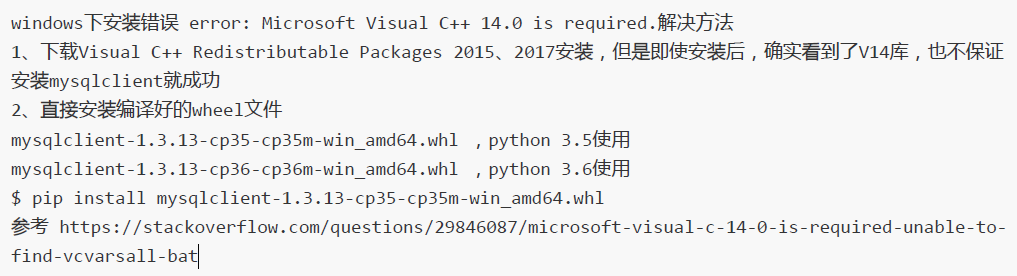 windows下安装错误 error: Microsoft Visual C++ 14.0 is required.解决方法
1、下载Visual C++ Redistributable Packages 2015、2017安装，但是即使安装后，确实看到了V14库，也不保证
安装mysqlclient就成功
2、直接安装编译好的wheel文件
mysqlclient-1.3.13-cp35-cp35m-win_amd64.whl ，python 3.5使用
mysqlclient-1.3.13-cp36-cp36m-win_amd64.whl ，python 3.6使用
$ pip install mysqlclient-1.3.13-cp35-cp35m-win_amd64.whl
参考 https://stackoverflow.com/questions/29846087/microsoft-visual-c-14-0-is-required-unable-to-
find-vcvarsall-bat